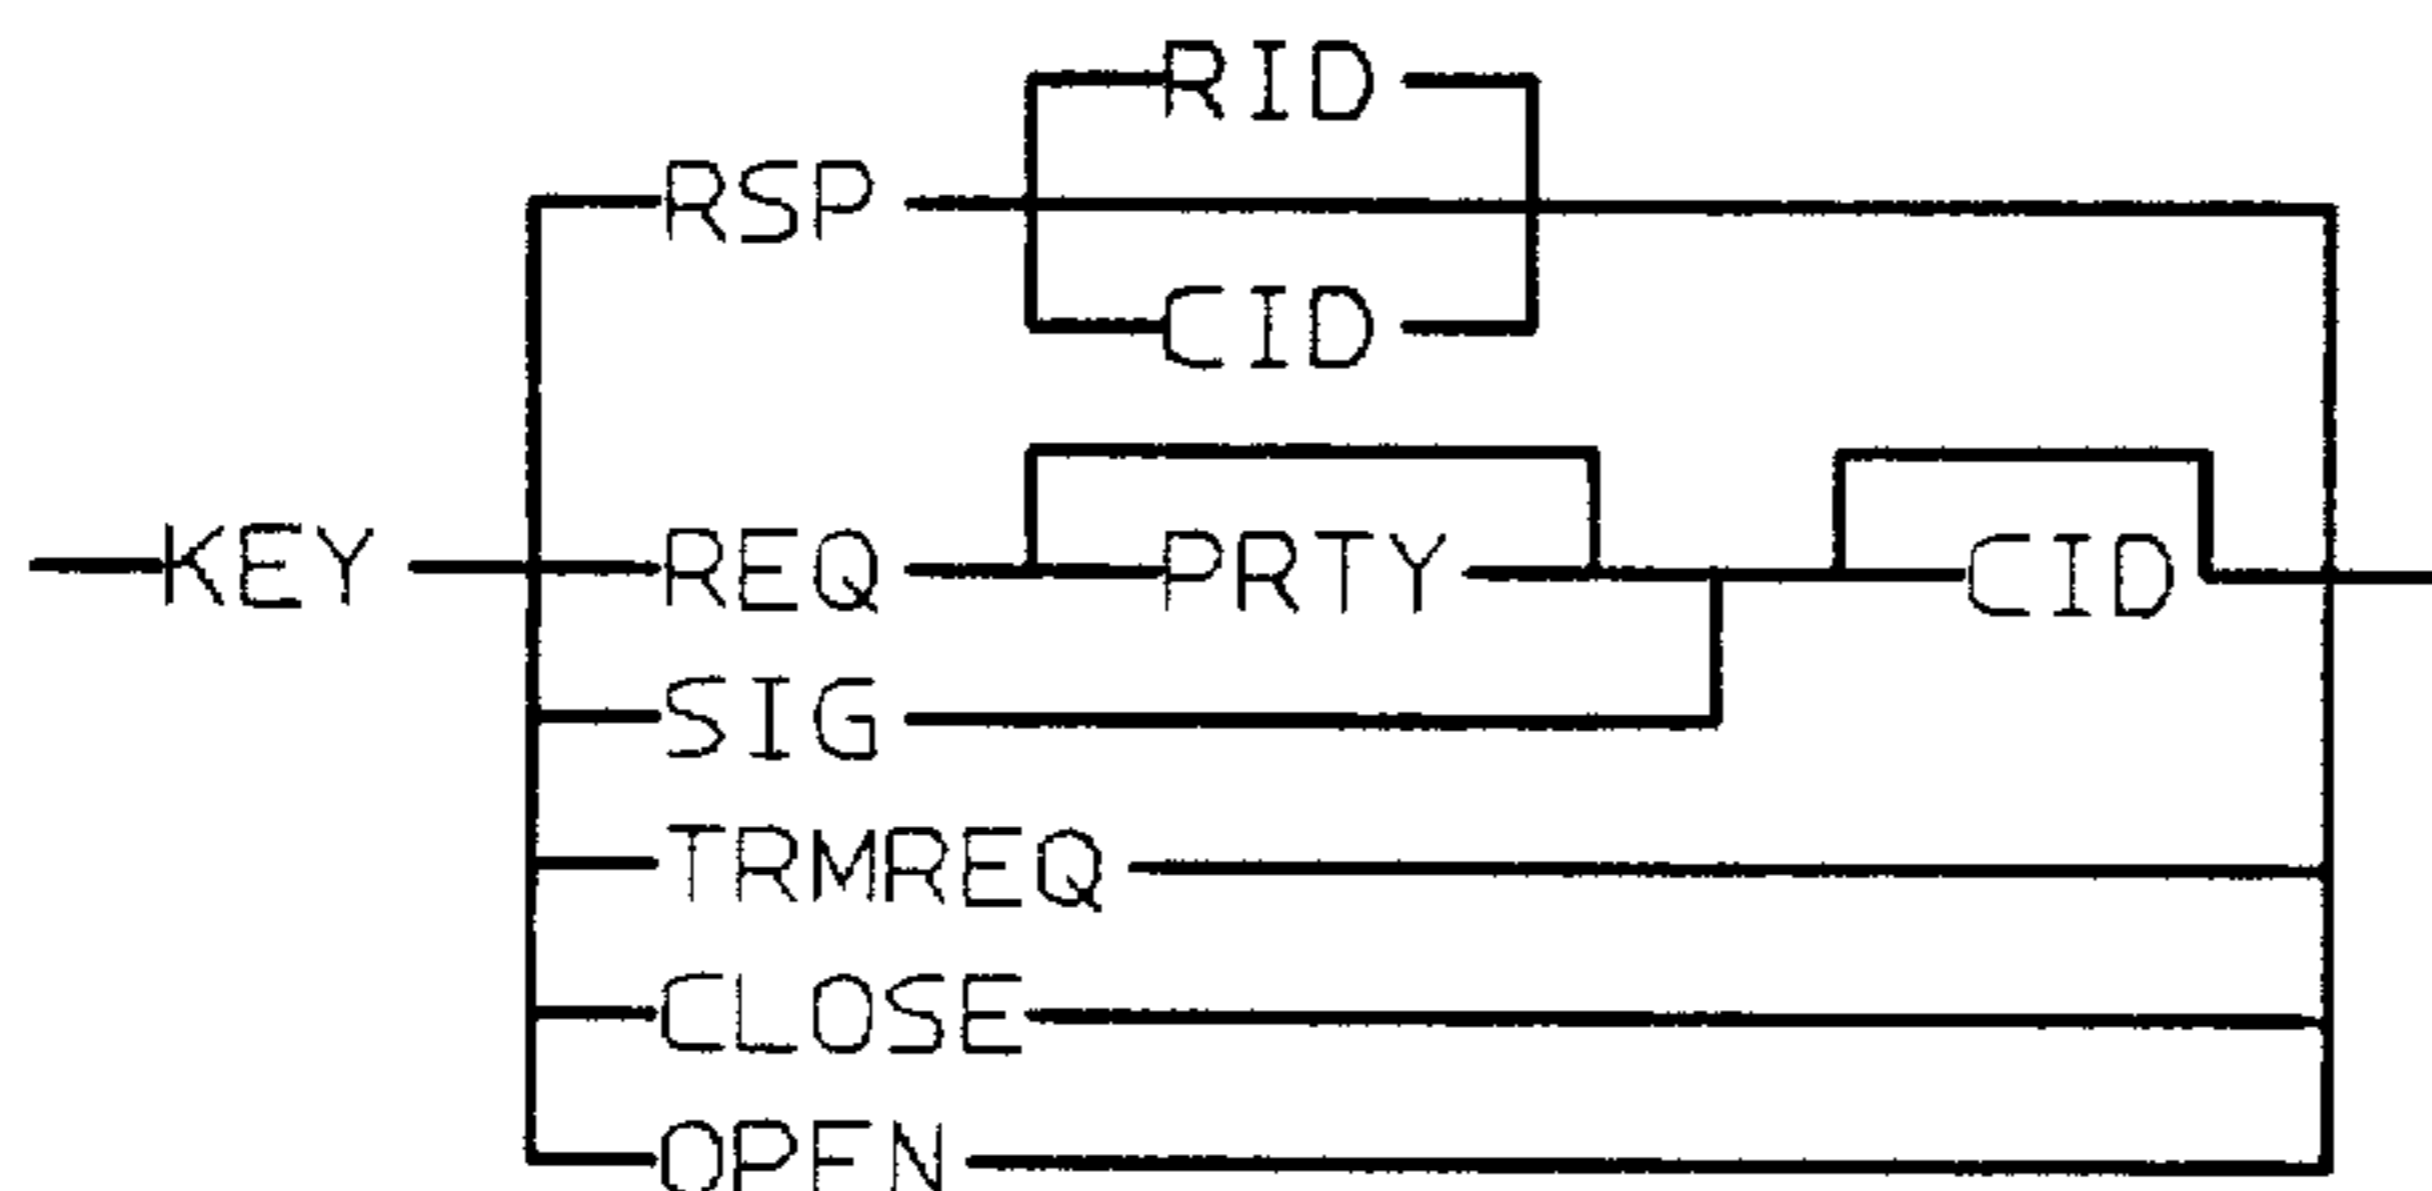 RID
RSP
CID
KEY REQ PRTY CID
SIG
TRMREQ
CLOSE
OPEN